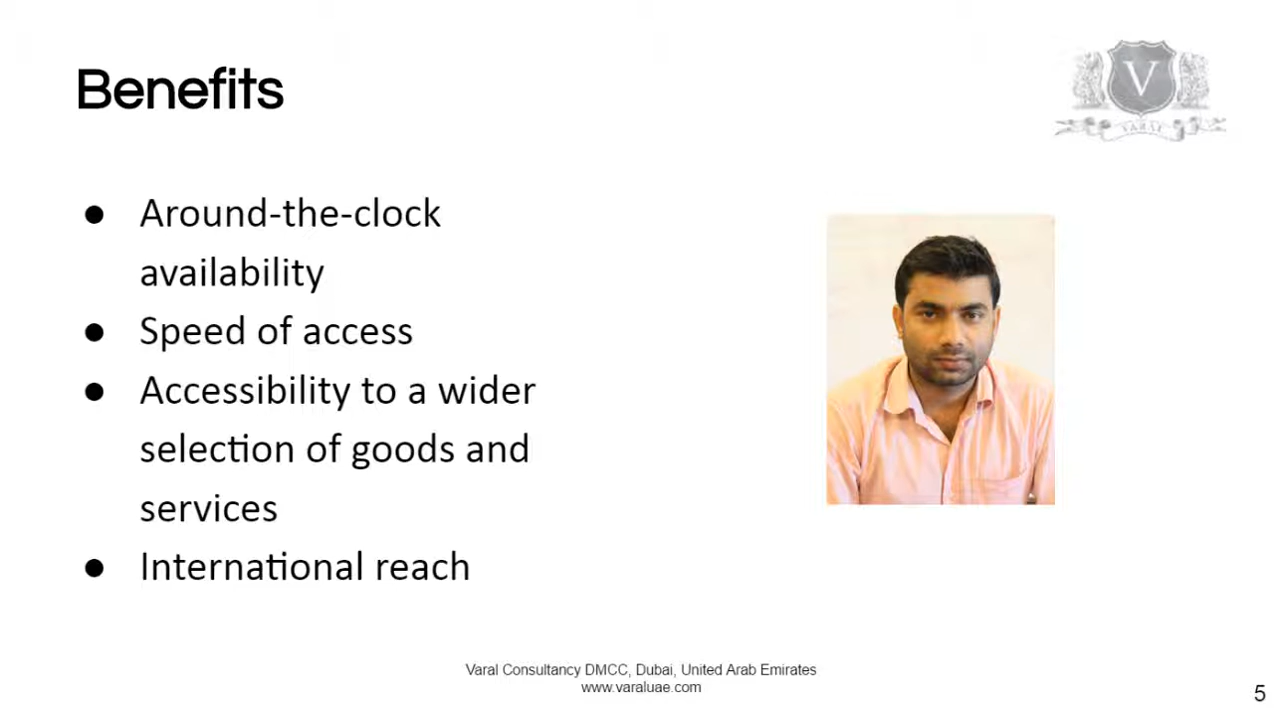 Benefits
V
VARAL
● Around-the-clock
availability
● Speed of access
● Accessibility to a wider
selection of goods and
services
● International reach
Varal Consultancy DMCC, Dubai, United Arab Emirates
www.varaluae.com
5